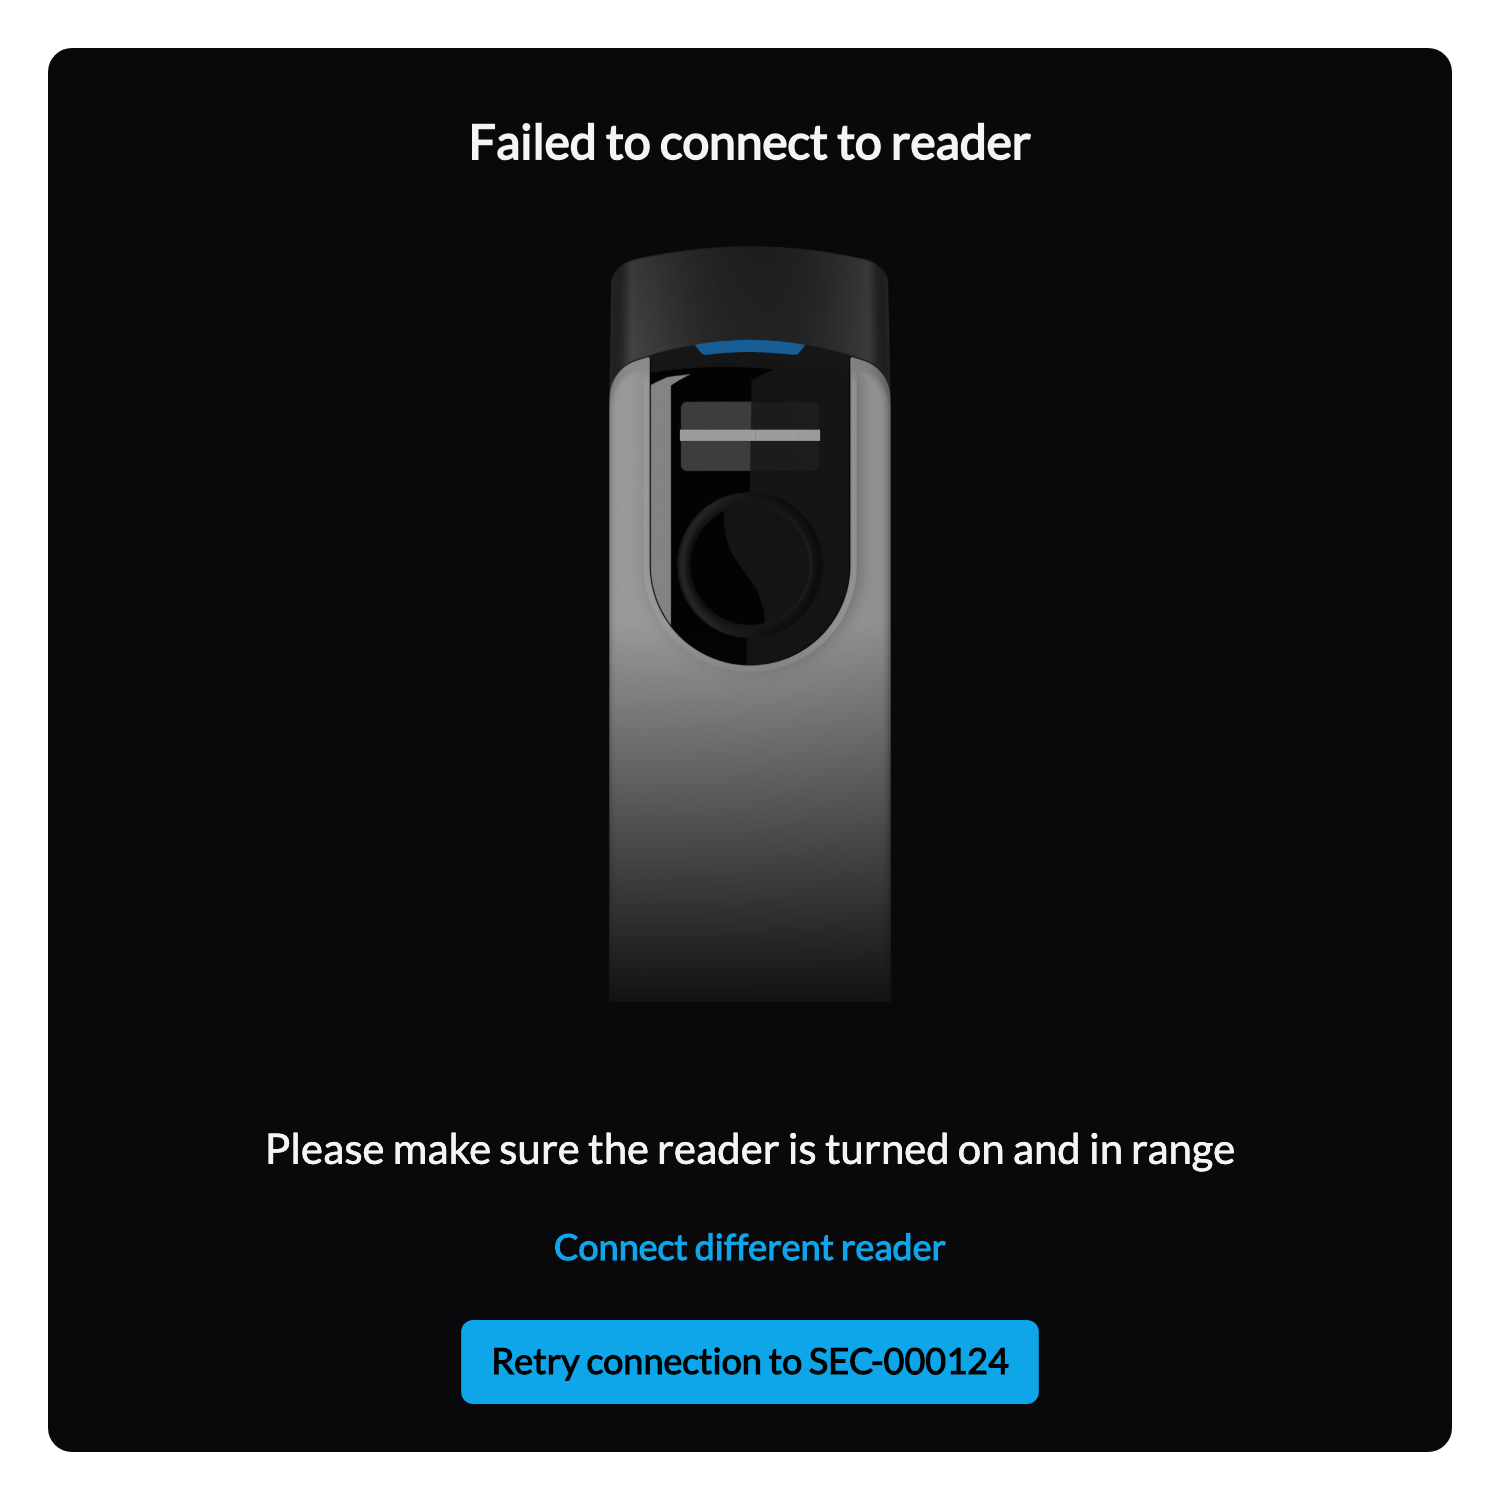 Failed to connect to reader
Please make sure the reader is turned on and in range
Connect different reader
Retry connection to SEC-000124